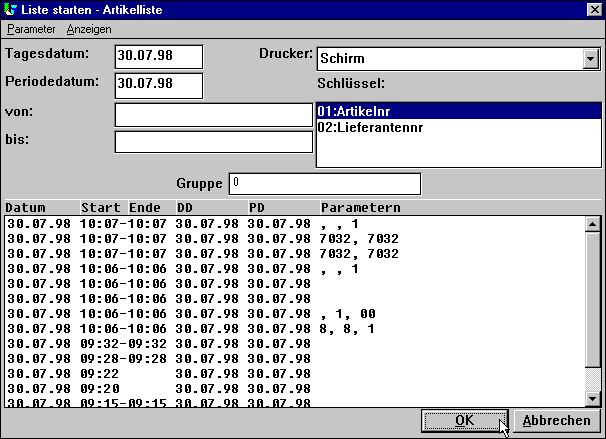 Liste starten - Artikelliste
Parameter Anzeigen
Tagesdatum: 30.07.98 Drucker: Schirm
Periodedatum: 30.07.98 Schlüssel:
von: 01:Artikelnr
02:Lieferantennr
bis:
Gruppe 0
Datum Start Ende DD PD Parametern
30.07.98 10:07-10:07 30.07.98 30.07.98 , , 1
30.07.98 10:07-10:07 30.07.98 30.07.98 7032, 7032
30.07.98 10:07-10:07 30.07.98 30.07.98 7032, 7032
30.07.98 10:06-10:06 30.07.98 30.07.98 , , 1
30.07.98 10:06-10:06 30.07.98 30.07.98
30.07.98 10:06-10:06 30.07.98 30.07.98
30.07.98 10:06-10:06 30.07.98 30.07.98 , 1, 00
30.07.98 10:06-10:06 30.07.98 30.07.98 8, 8, 1
30.07.98 09:32-09:32 30.07.98 30.07.98
30.07.98 09:28-09:28 30.07.98 30.07.98
30.07.98 09:22 30.07.98 30.07.98
30.07.98 09:20 30.07.98 30.07.98
30.07.98 09:15-09:15 30.07.98 30.07.98
OK Abbrechen